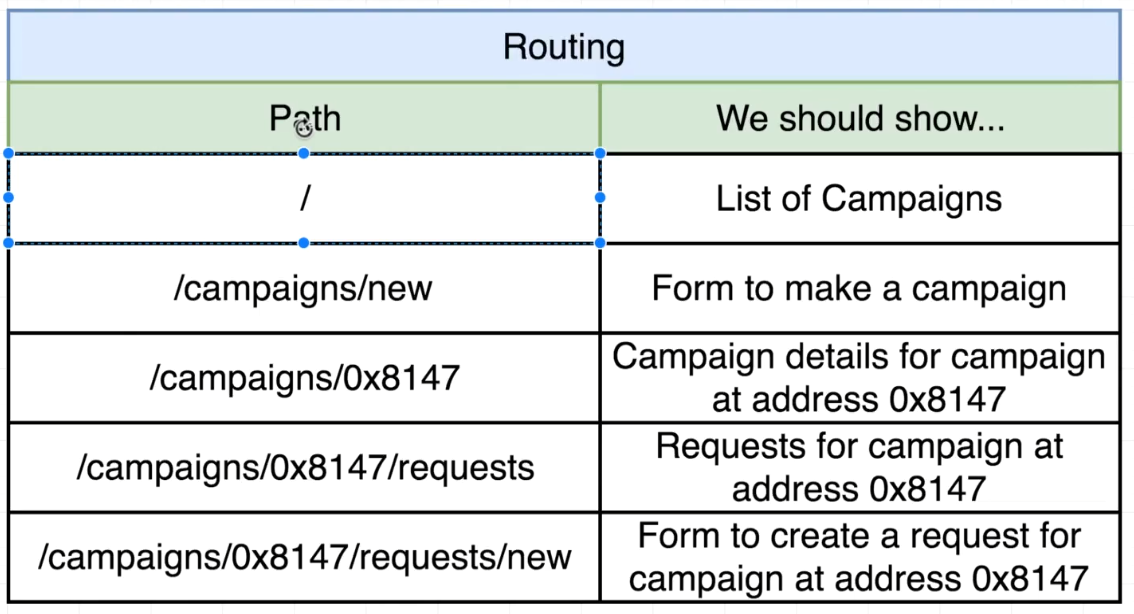 Routing
Path
We should show...
/
List of Campaigns
/campaigns/new
Form to make a campaign
/campaigns/0x8147
Campaign details for campaign
at address 0x8147
/campaigns/0x8147/requests
Requests for campaign at
address 0x8147
/campaigns/0x8147/requests/new
Form to create a request for
campaign at address 0x8147